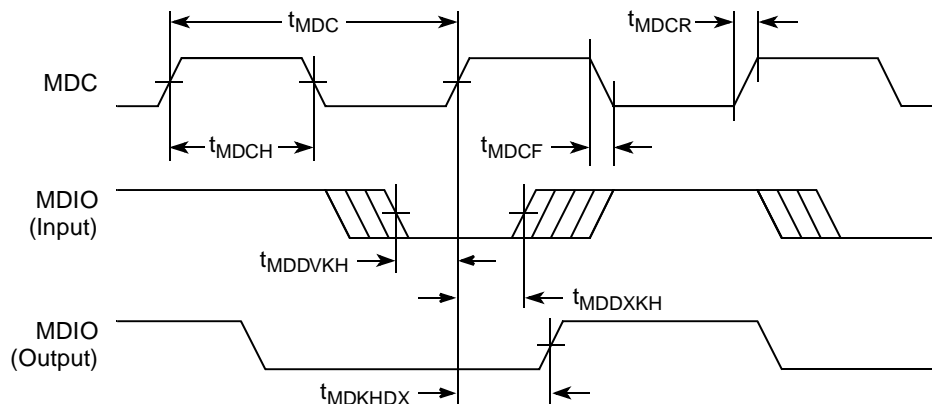 tMDC
tMDCR
MDC
tMDCH
tMDCF
MDIO
(Input)
tMDDVKH
tMDDXKH
MDIO
(Output)
tMDKHDX